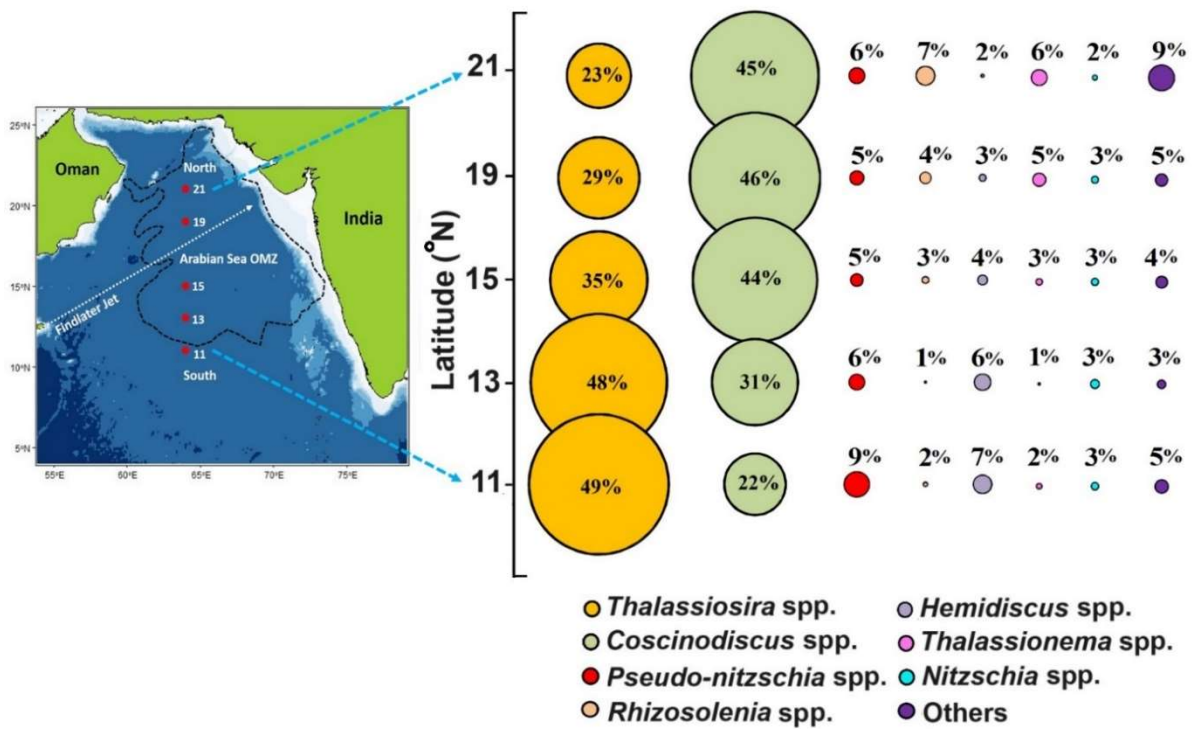 25°N
20°N
15°N
10°N
5°N
55°E 60°E 65°E 70°E 75°E
Oman
North
21
19
India
Arabian Sea OMZ
15
Findlater Jet
13
11
South
Latitude (°N)
21 23% 45% 6% 7% 2% 6% 2% 9%
19 29% 46% 5% 4% 3% 5% 3% 5%
15 35% 44% 5% 3% 4% 3% 3% 4%
13 48% 31% 6% 1% 6% 1% 3% 3%
11 49% 22% 9% 2% 7% 2% 3% 5%
Thalassiosira spp.
Coscinodiscus spp.
Pseudo-nitzschia spp.
Rhizosolenia spp.
Hemidiscus spp.
Thalassionema spp.
Nitzschia spp.
Others